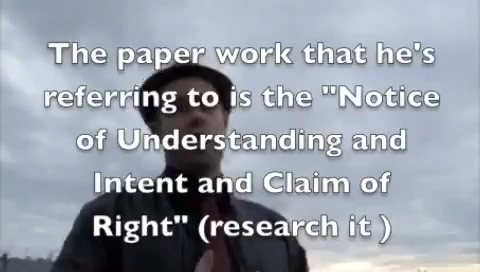 The paper work that he's
referring to is the "Notice
of Understanding and
Intent and Claim of
Right" (research it )